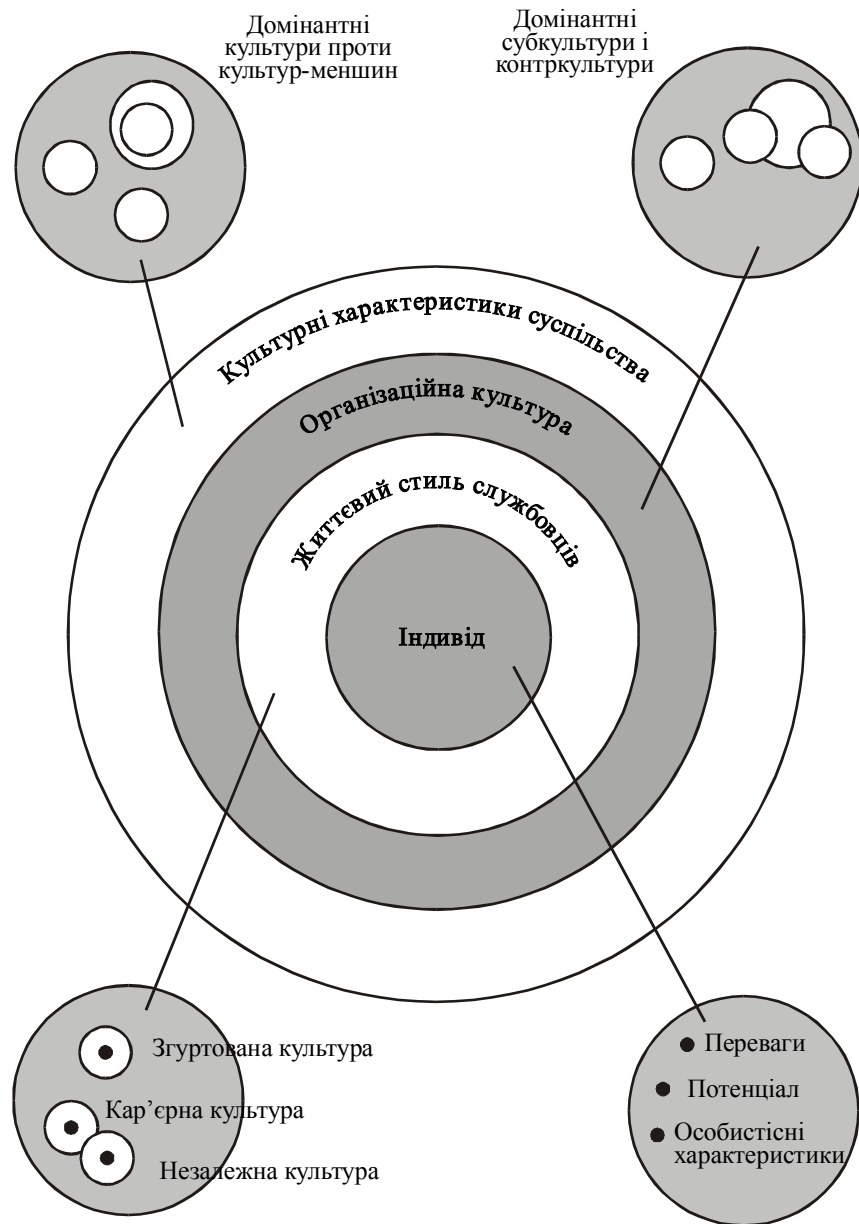 Домінантні
культури проти
культур-меншин
Домінантні
субкультури і
контркультури
Культурні характеристики суспільства
Організаційна культура
Життєвий стиль службовців
Індивід
Згуртована культура
Кар’єрна культура
Незалежна культура
Переваги
Потенціал
Особистісні
характеристики